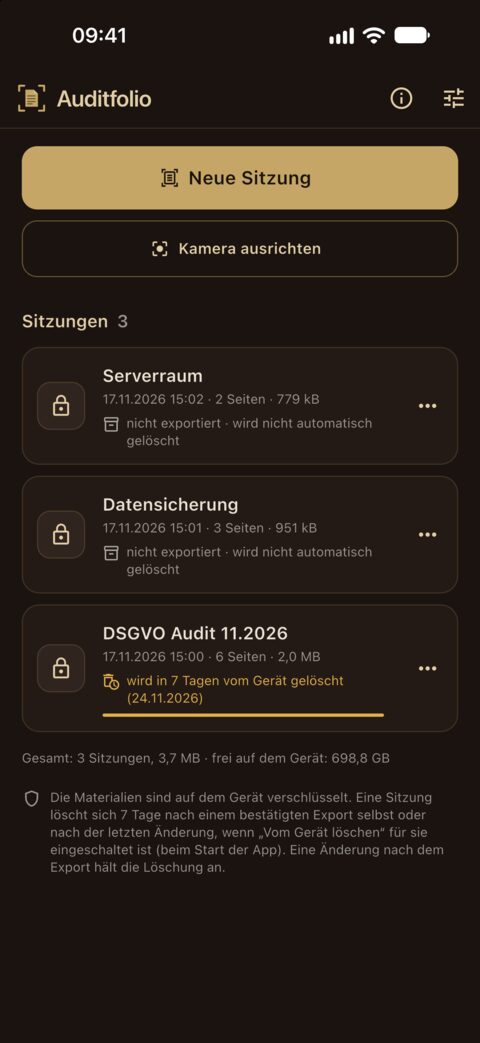 09:41
Auditfolio
Neue Sitzung
Kamera ausrichten
Sitzungen 3
Serverraum
17.11.2026 15:02 · 2 Seiten · 779 kB
nicht exportiert · wird nicht automatisch
gelöscht
Datensicherung
17.11.2026 15:01 · 3 Seiten · 951 kB
nicht exportiert · wird nicht automatisch
gelöscht
DSGVO Audit 11.2026
17.11.2026 15:00 · 6 Seiten · 2,0 MB
wird in 7 Tagen vom Gerät gelöscht
(24.11.2026)
Gesamt: 3 Sitzungen, 3,7 MB · frei auf dem Gerät: 698,8 GB
Die Materialien sind auf dem Gerät verschlüsselt. Eine Sitzung
löscht sich 7 Tage nach einem bestätigten Export selbst oder
nach der letzten Änderung, wenn „Vom Gerät löschen“ für sie
eingeschaltet ist (beim Start der App). Eine Änderung nach dem
Export hält die Löschung an.